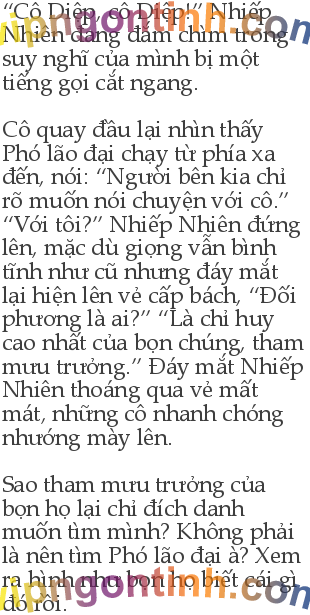 “Cô Diệp, cô Diệp!” Nhiếp
Nhiên đang đắm chìm trong
suy nghĩ của mình bị một
tiếng gọi cắt ngang.
Cô quay đầu lại nhìn thấy
Phó lão đại chạy từ phía xa
đến, nói: “Người bên kia chỉ
rõ muốn nói chuyện với cô.”
“Với tôi?” Nhiếp Nhiên đứng
lên, mặc dù giọng vẫn bình
tĩnh như cũ nhưng đáy mắt
lại hiện lên vẻ cấp bách, “Đối
phương là ai?” “Là chỉ huy
cao nhất của bọn chúng, tham
mưu trưởng.” Đáy mắt Nhiếp
Nhiên thoáng qua vẻ mất
mát, những cô nhanh chóng
nhướng mày lên.
Sao tham mưu trưởng của
bọn họ lại chỉ đích danh
muốn tìm mình? Không phải
là nên tìm Phó lão đại à? Xem
ra hình như bọn họ biết cái gì
đó rồi.